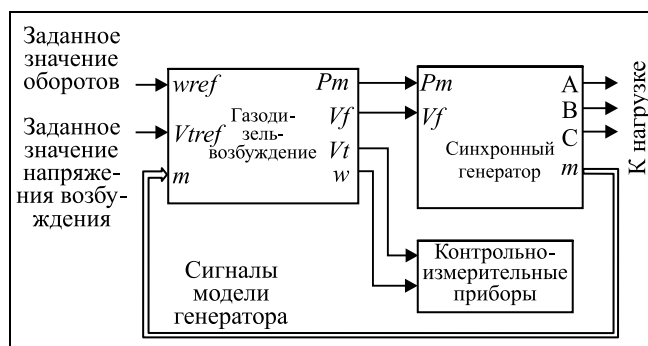 Заданное
значение
оборотов
Заданное
значение
напряже-
ния возбу-
ждения
wref
Vtref
m
Газодизель-
зель-
возбуждение
Pm
Vf
Vt
w
Pm
Vf
Синхронный
генератор
A
B
C
m
К нагрузке
Контрольно-
измерительные
приборы
Сигналы
модели
генератора